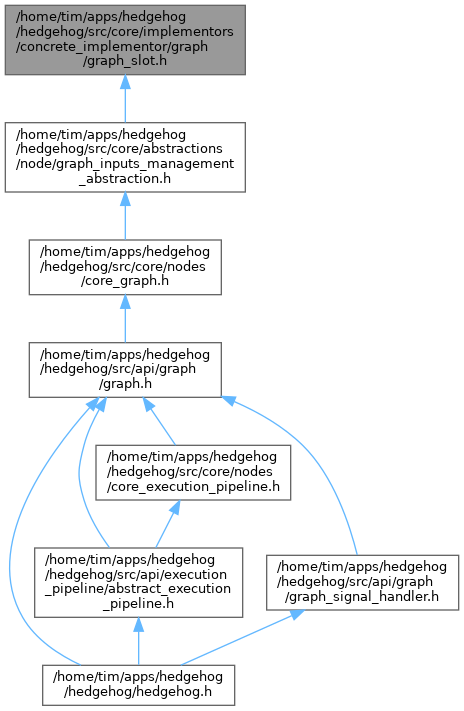 /home/tim/apps/hedgehog
/hedgehog/src/core/implementors
/concrete_implementor/graph
/graph_slot.h
/home/tim/apps/hedgehog
/hedgehog/src/core/abstractions
/node/graph_inputs_management
_abstraction.h
/home/tim/apps/hedgehog
/hedgehog/src/core/nodes
/core_graph.h
/home/tim/apps/hedgehog
/hedgehog/src/api/graph
/graph.h
/home/tim/apps/hedgehog
/hedgehog/src/core/nodes
/core_execution_pipeline.h
/home/tim/apps/hedgehog
/hedgehog/src/api/execution
_pipeline/abstract_execution
_pipeline.h
/home/tim/apps/hedgehog
/hedgehog/src/api/graph
/graph_signal_handler.h
/home/tim/apps/hedgehog
/hedgehog/hedgehog.h